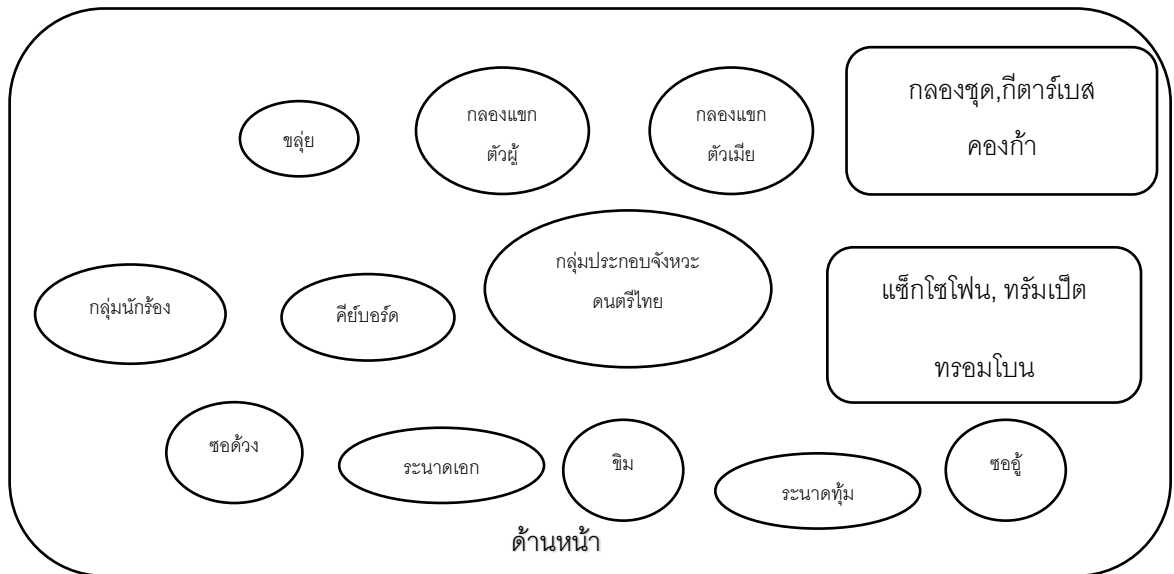 ขลุ่ย
กลองแขก
ตัวผู้
กลองแขก
ตัวเมีย
กลองชุด,กีตาร์เบส
คองก้า
กลุ่มนักร้อง
คีย์บอร์ด
กลุ่มประกอบจังหวะ
ดนตรีไทย
แซ็กโซโฟน, ทรัมเป็ต
ทรอมโบน
ซอด้วง
ระนาดเอก
ขิม
ระนาดทุ้ม
ซออู้
ด้านหน้า